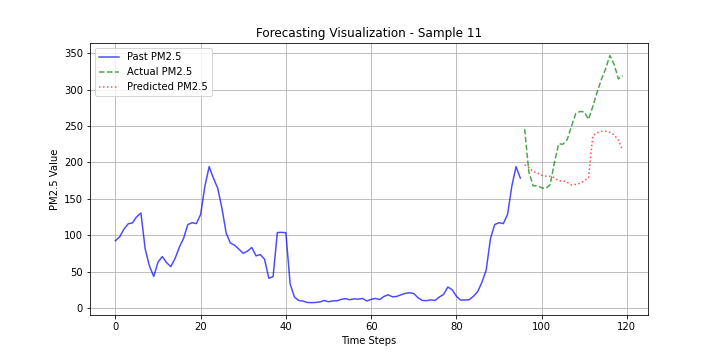 Forecasting Visualization - Sample 11
Past PM2.5
Actual PM2.5
Predicted PM2.5
PM2.5 Value
350
300
250
200
150
100
50
0
0 20 40 60 80 100 120
Time Steps